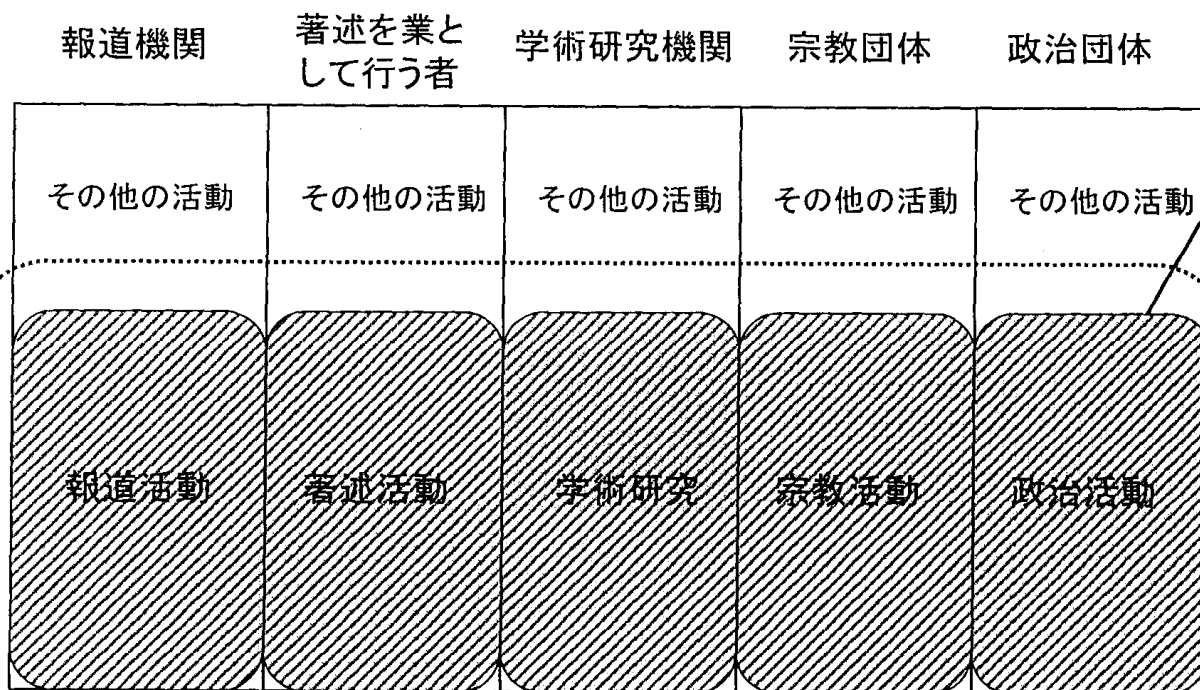 報道機関
著述を業と
して行う者
学術研究機関
宗教団体
政治団体
その他の活動
その他の活動
その他の活動
その他の活動
その他の活動
報道活動
著述活動
学術研究
宗教活動
政治活動